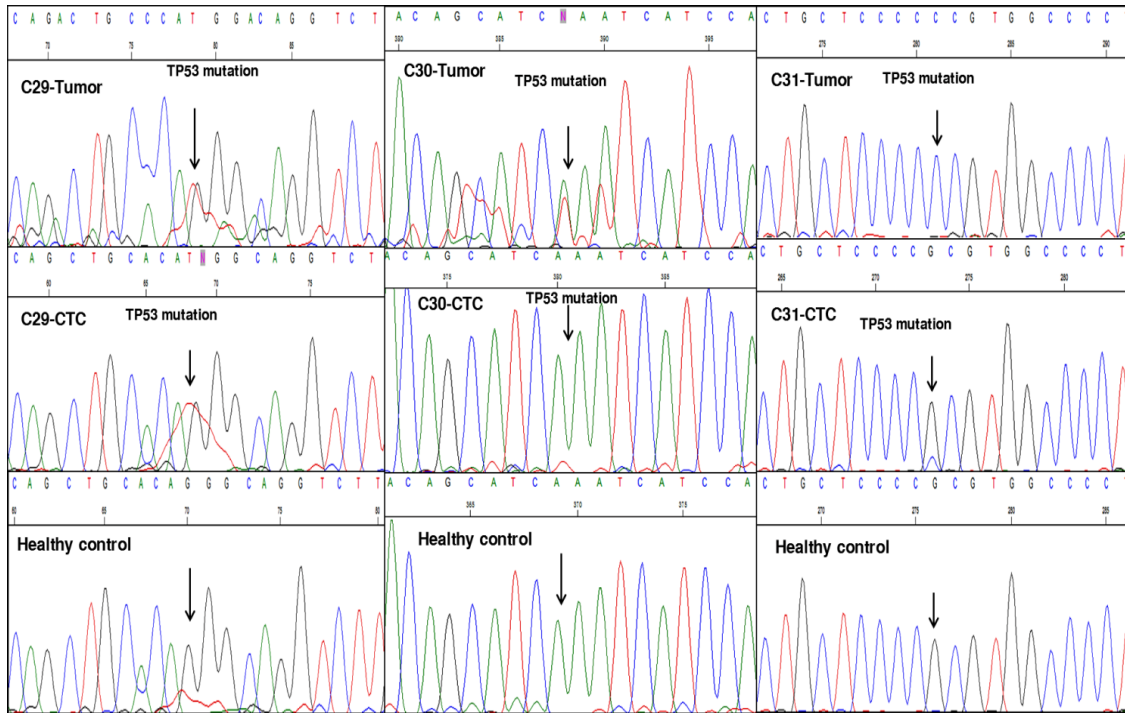 C A G A C T G C C C A T G G A C A G G T C T
70 75 80 85
TP53 mutation
C29-Tumor
A C A G C A T C N A A T C A T C C A
380 385 390 395
TP53 mutation
C30-Tumor
C T G C T C C C C C C G T G G C C C C
275 280 285 290
C31-Tumor TP53 mutation
C A G C T G C A C A T N G G C A G G T C T
60 65 70 75
TP53 mutation
C29-CTC
A C A G C A T C A A A T C A T C C A
375 380 385
TP53 mutation
C30-CTC
C T G C T C C C C G C G T G G C C C T
265 270 275 280
C31-CTC
TP53 mutation
C A G C T G C A C A G G G C A G G T C T T
60 65 70 75 80
Healthy control
A C A G C A T C A A A T C A T C C A
365 370 375
Healthy control
C T G C T C C C C G C G T G G C C C
270 275 280 285
Healthy control